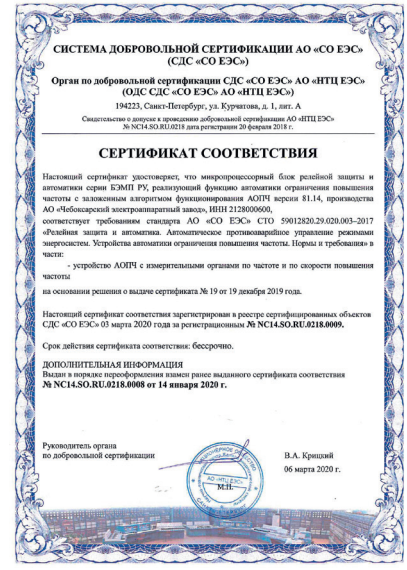 СИСТЕМА ДОБРОВОЛЬНОЙ СЕРТИФИКАЦИИ АО «СО ЕЭС»
(СДС «СО ЕЭС»)
Орган по добровольной сертификации СДС «СО ЕЭС» АО «НТЦ ЕЭС»
(ОДС СДС «СО ЕЭС» АО «НТЦ ЕЭС»)
194223, Санкт-Петербург, ул. Курчатова, д. 1, лит. А
Свидетельство о допуске к проведению добровольной сертификации АО «НТЦ ЕЭС»
№ NC14.SO.RU.0218 дата регистрации 20 февраля 2018 г.
СЕРТИФИКАТ СООТВЕТСТВИЯ
Настоящий сертификат удостоверяет, что микропроцессорный блок релейной защиты и
автоматики серии БЭМП РУ, реализующий функцию автоматики ограничения повышения
частоты с заложенным алгоритмом функционирования АОПЧ версии 81.14, производства
АО «Чебоксарский электроаппаратный завод», ИНН 2128000600,
соответствует требованиям стандарта АО «СО ЕЭС» СТО 59012820.29.020.003–2017
«Релейная защита и автоматика. Автоматическое противоаварийное управление режимами
энергосистем. Устройства автоматики ограничения повышения частоты. Нормы и требования» в
части:
- устройство АОПЧ с измерительными органами по частоте и по скорости повышения
частоты
на основании решения о выдаче сертификата № 19 от 19 декабря 2019 года.
Настоящий сертификат соответствия зарегистрирован в реестре сертифицированных объектов
СДС «СО ЕЭС» 03 марта 2020 года за регистрационным № NC14.SO.RU.0218.0009.
Срок действия сертификата соответствия: бессрочно.
ДОПОЛНИТЕЛЬНАЯ ИНФОРМАЦИЯ
Выдан в порядке переоформления взамен ранее выданного сертификата соответствия
№ NC14.SO.RU.0218.0008 от 14 января 2020 г.
Руководитель органа
по добровольной сертификации
В.А. Крицкий
АО «НТЦ ЕЭС»
М.П.
06 марта 2020 г.